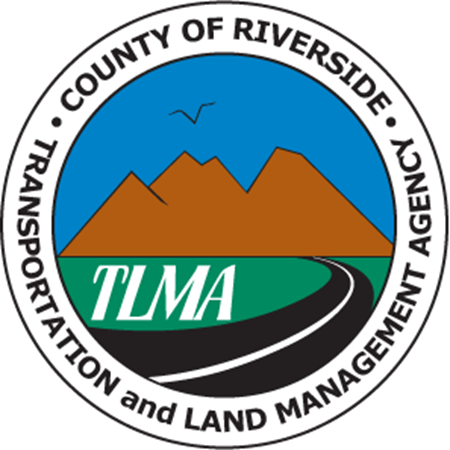 • COUNTY OF RIVERSIDE •
TRANSPORTATION and LAND MANAGEMENT AGENCY
TLMA